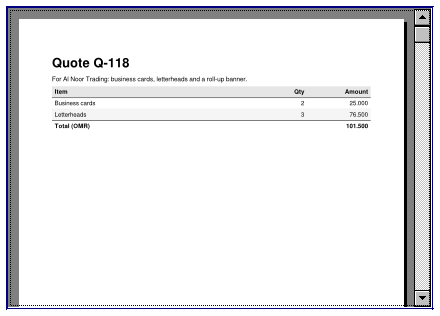 Quote Q-118
For Al Noor Trading: business cards, letterheads and a roll-up banner.
Item Qty Amount
Business cards 2 25.000
Letterheads 3 76.500
Total (OMR) 101.500